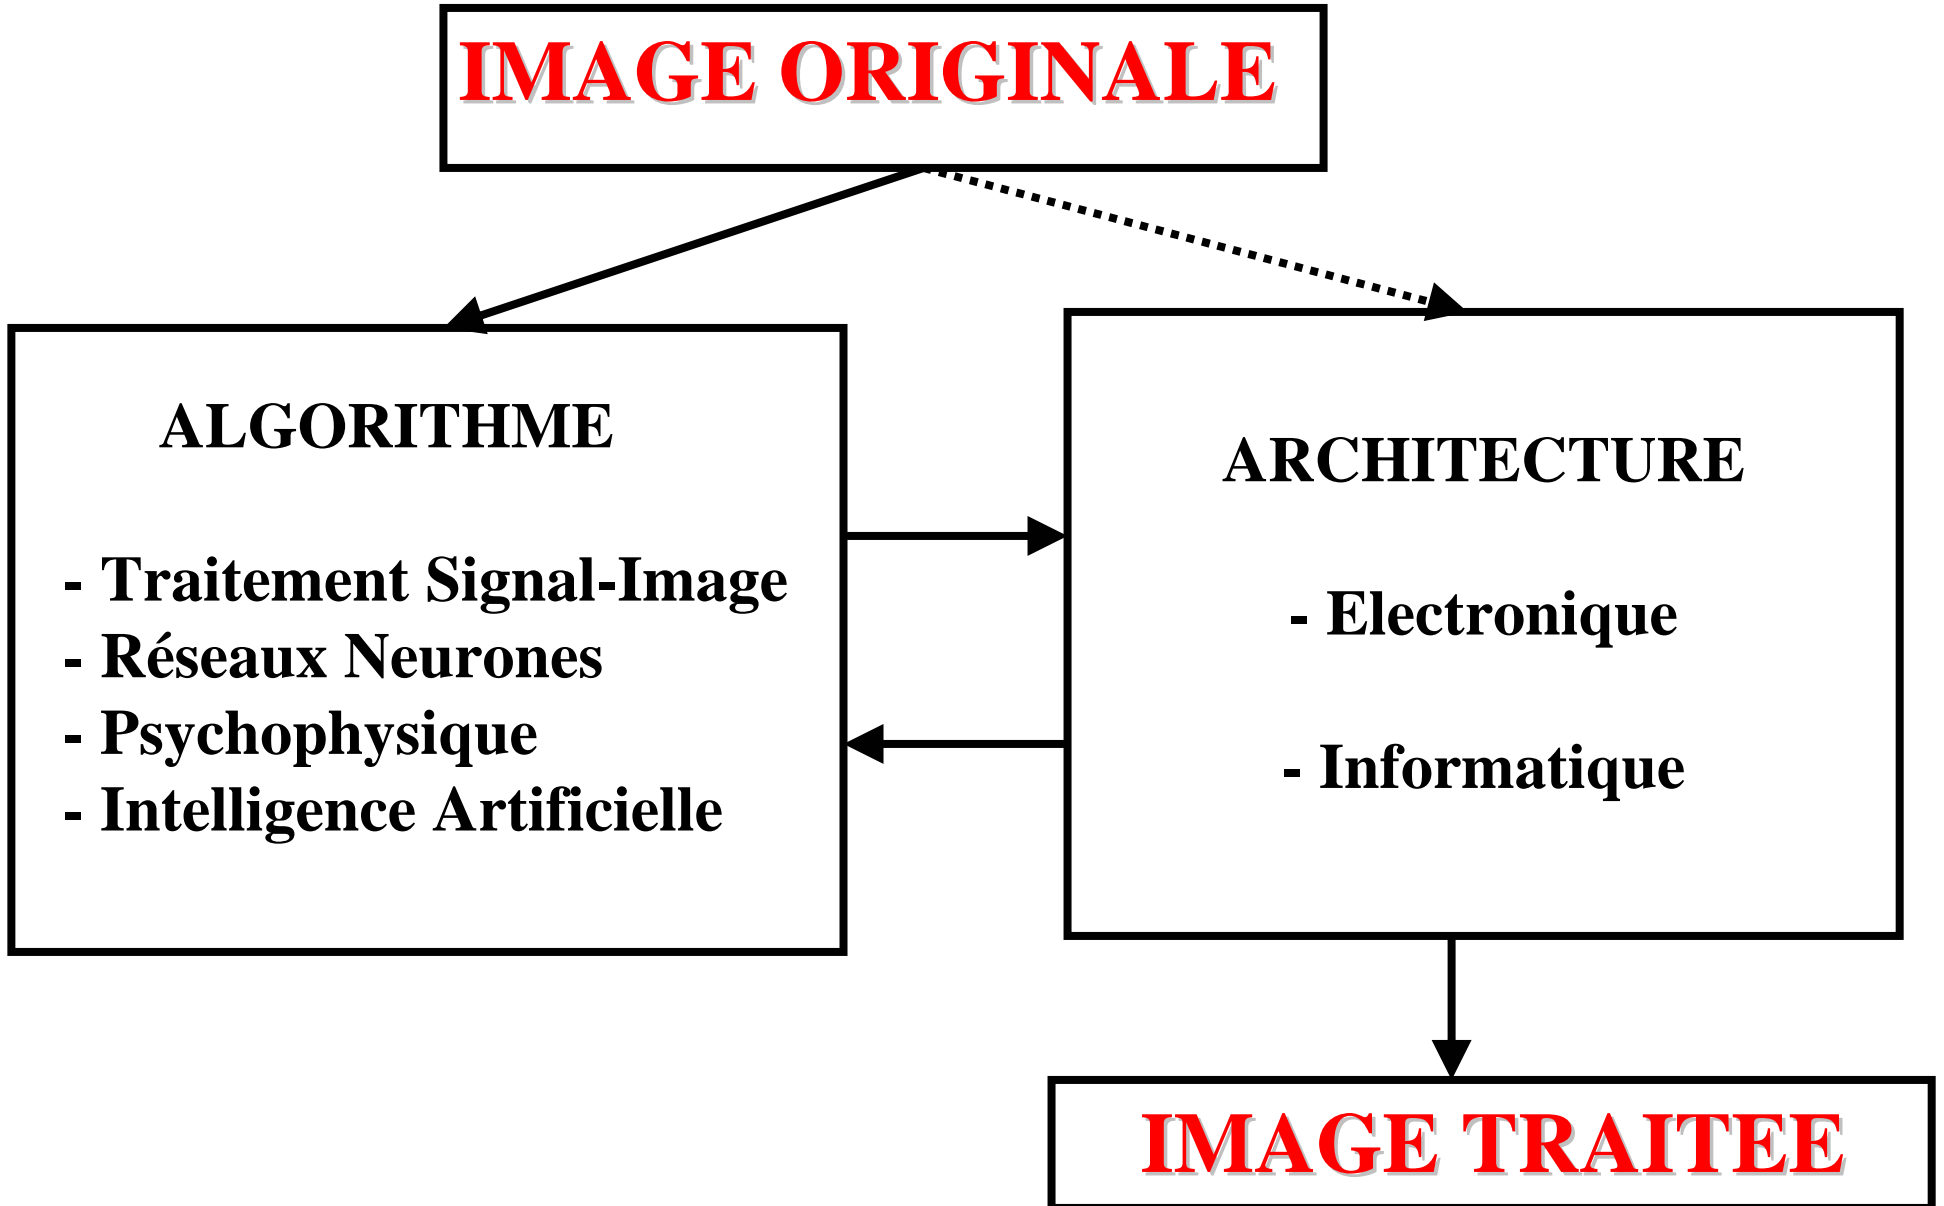 IMAGE ORIGINALE
ALGORITHME
- Traitement Signal-Image
- Réseaux Neurones
- Psychophysique
- Intelligence Artificielle
ARCHITECTURE
- Electronique
- Informatique
IMAGE TRAITEE